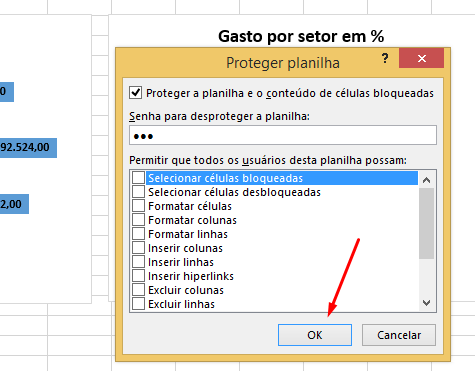 Gasto por setor em %
0
92.524,00
2,00
Proteger planilha
?
Proteger a planilha e o conteúdo de células bloqueadas
Senha para desproteger a planilha:
•••
Permitir que todos os usuários desta planilha possam:
Selecionar células bloqueadas
Selecionar células desbloqueadas
Formatar células
Formatar colunas
Formatar linhas
Inserir colunas
Inserir linhas
Inserir hiperlinks
Excluir colunas
Excluir linhas
OK
Cancelar